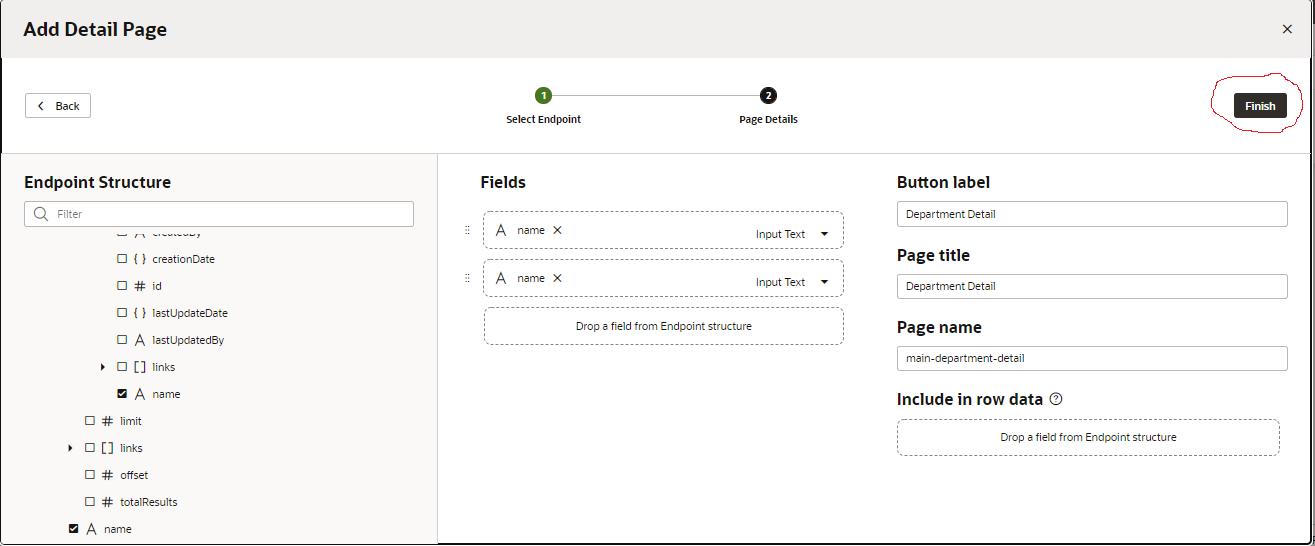 Add Detail Page
Back
1
2
Select Endpoint
Page Details
Finish
Endpoint Structure
Filter
createdBy
{ } creationDate
# id
{ } lastUpdateDate
A lastUpdatedBy
[ ] links
A name
# limit
[ ] links
# offset
# totalResults
A name
Fields
A name Input Text
A name Input Text
Drop a field from Endpoint structure
Button label
Department Detail
Page title
Department Detail
Page name
main-department-detail
Include in row data ?
Drop a field from Endpoint structure